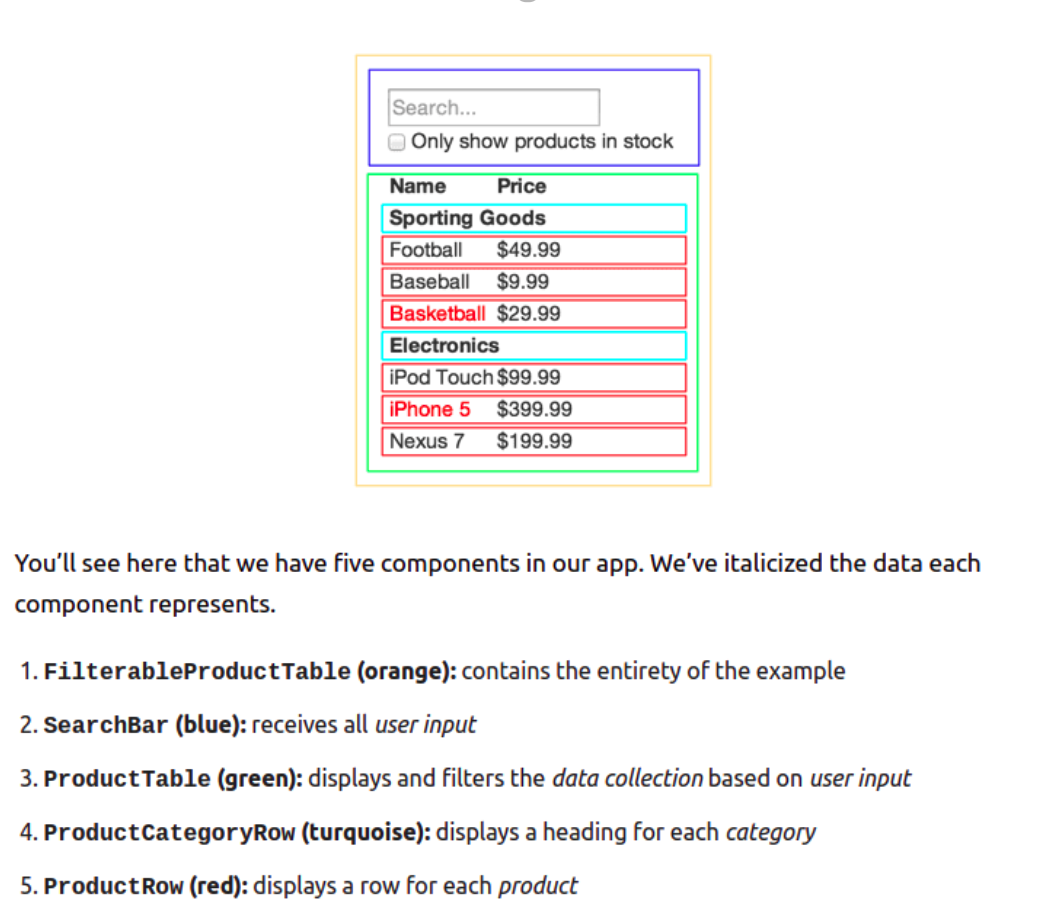 Search...
Only show products in stock
Name Price
Sporting Goods
Football $49.99
Baseball $9.99
Basketball $29.99
Electronics
iPod Touch $99.99
iPhone 5 $399.99
Nexus 7 $199.99
You’ll see here that we have five components in our app. We’ve italicized the data each
component represents.
1. FilterableProductTable (orange): contains the entirety of the example
2. SearchBar (blue): receives all user input
3. ProductTable (green): displays and filters the data collection based on user input
4. ProductCategoryRow (turquoise): displays a heading for each category
5. ProductRow (red): displays a row for each product